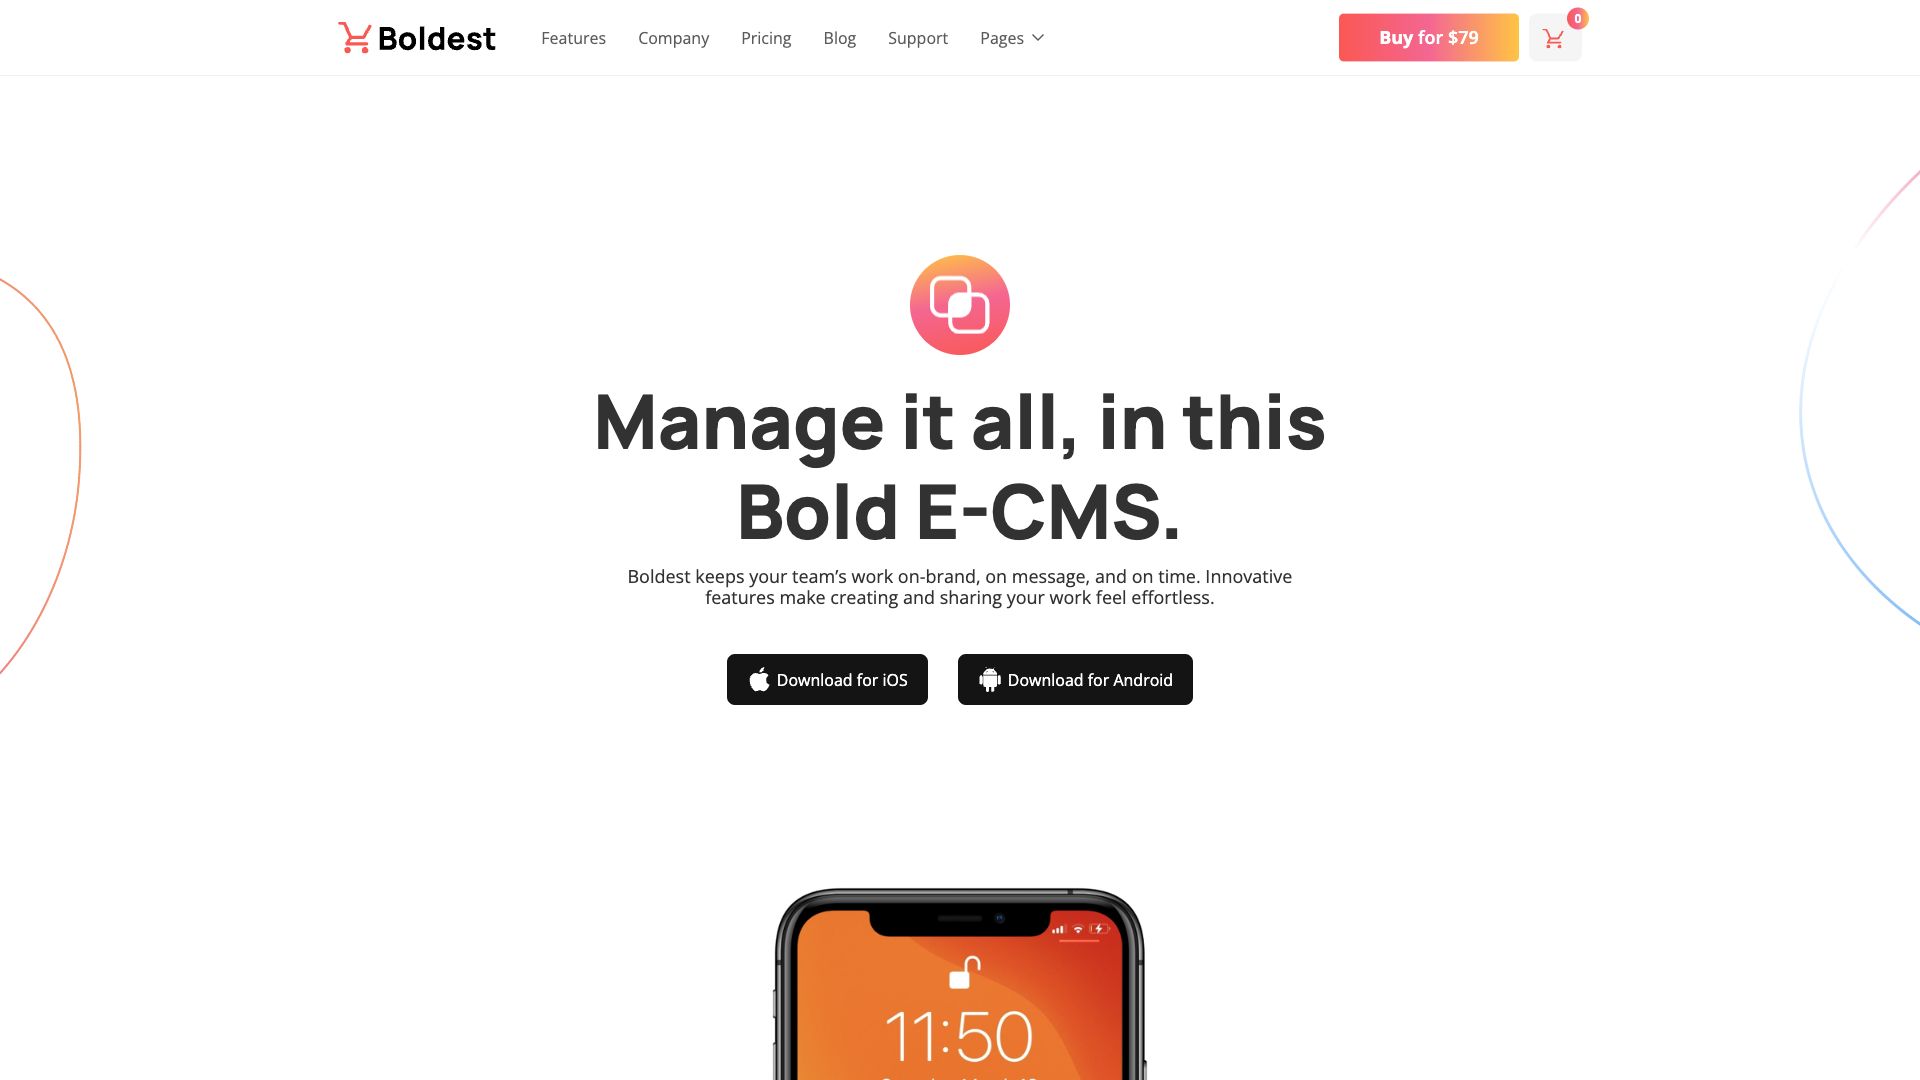 Boldest
Features
Company
Pricing
Blog
Support
Pages
Buy for $79
0
Manage it all, in this
Bold E-CMS.
Boldest keeps your team’s work on-brand, on message, and on time. Innovative
features make creating and sharing your work feel effortless.
Download for iOS
Download for Android
11:50